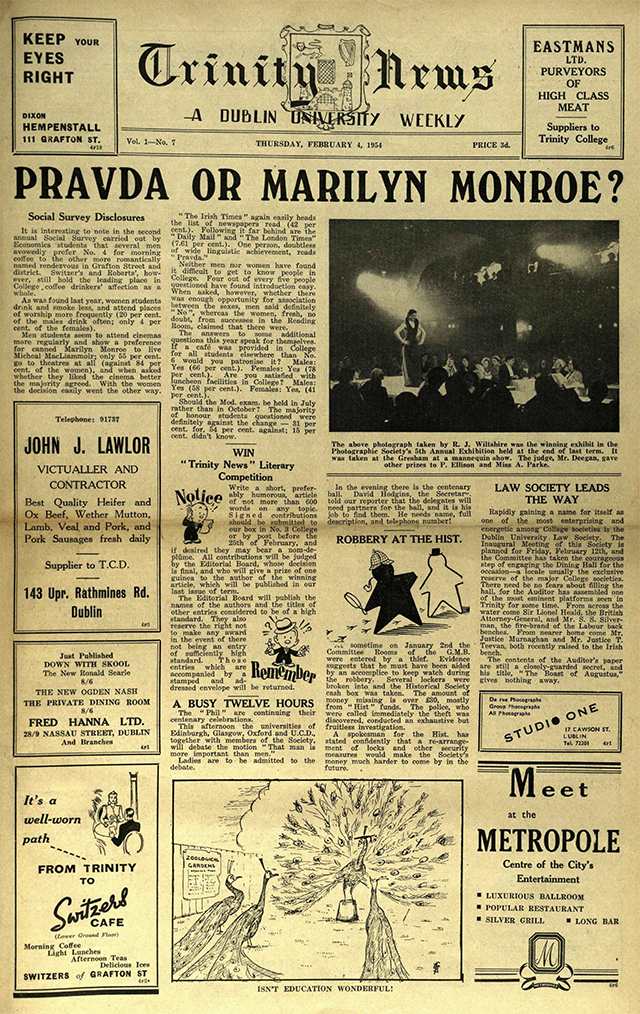 KEEP YOUR
EYES
RIGHT
DIXON
HEMPENSTALL
111 GRAFTON ST.
4r18
Trinity News
A DUBLIN UNIVERSITY WEEKLY
EASTMANS
LTD.
PURVEYORS
OF
HIGH CLASS
MEAT
Suppliers to
Trinity College
4r6
Vol. 1—No. 7
THURSDAY, FEBRUARY 4, 1954
PRICE 3d.
PRAVDA OR MARILYN MONROE?
Social Survey Disclosures
It is interesting to note in the second
annual Social Survey carried out by
Economics students that several men
avowedly prefer No. 4 for morning
coffee to the other more romantically
named rendezvous in Grafton Street and
district. Switzer's and Roberts', how-
ever, still hold the leading place in
College coffee drinkers' affection as a
whole.
As was found last year, women students
drink and smoke less, and attend places
of worship more frequently (20 per cent.
of the males drink often; only 4 per
cent. of the females).
Men students seem to attend cinemas
more regularly and show a preference
for canned Marilyn Monroe to live
Micheal MacLiammoir; only 55 per cent.
go to theatres at all (against 84 per
cent. of the women), and when asked
whether they liked the cinema better
the majority agreed. With the women
the decision easily went the other way.
Telephone: 91737
JOHN J. LAWLOR
VICTUALLER AND
CONTRACTOR
Best Quality Heifer and
Ox Beef, Wether Mutton,
Lamb, Veal and Pork, and
Pork Sausages fresh daily
Supplier to T.C.D.
143 Upr. Rathmines Rd.
Dublin
4r6
Just Published
DOWN WITH SKOOL
The New Ronald Searle
8/6
THE NEW OGDEN NASH
THE PRIVATE DINING ROOM
8/6
FRED HANNA LTD.
28/9 NASSAU STREET, DUBLIN
And Branches
4r1
It's a
well-worn
path
FROM TRINITY
TO
Switzers
CAFE
(Lower Ground Floor)
Morning Coffee
Light Lunches
Afternoon Teas
Delicious Ices
SWITZERS of GRAFTON ST
"The Irish Times" again easily heads
the list of newspapers read (42 per
cent.). Following it far behind are the
"Daily Mail" and "The London Times"
(7.61 per cent.). One person, doubtless
of wide linguistic achievement, reads
"Pravda."
Neither men nor women have found
it difficult to get to know people in
College. Four out of every five people
questioned have found introduction easy.
When asked, however, whether there
was enough opportunity for association
between the sexes, men said definitely
"No", whereas the women, fresh, no
doubt, from successes in the Reading
Room, claimed that there were.
The answers to some additional
questions this year speak for themselves.
If a café was provided in College
for all students elsewhere than No.
6 would you patronise it? Males:
Yes (66 per cent.). Females: Yes (78
per cent.). Are you satisfied with
luncheon facilities in College? Males:
Yes (58 per cent.). Females: Yes, (41
per cent.).
Should the Mod. exam. be held in July
rather than in October? The majority
of honour students questioned were
definitely against the change — 31 per
cent. for, 54 per cent. against; 15 per
cent. didn't know.
WIN
"Trinity News" Literary
Competition
Notice
Write a short, prefer-
ably humorous, article
of not more than 600
words on any topic.
Signed contributions
should be submitted to
our box in No. 3 College
or by post before the
25th of February, and
if desired they may bear a nom-de-
plûme. All contributions will be judged
by the Editorial Board, whose decision
is final, and who will give a prize of one
guinea to the author of the winning
article, which will be published in our
last issue of term.
The Editorial Board will publish the
names of the authors and the titles of
other entries considered to be of a high
standard. They also
reserve the right not
to make any award
in the event of there
not being an entry
of sufficiently high
standard. Those
entries which are
accompanied by a
stamped and ad-
dressed envelope will be returned.
Remember
A BUSY TWELVE HOURS
The "Phil" are continuing their
centenary celebrations.
This afternoon the universities of
Edinburgh, Glasgow, Oxford and U.C.D.,
together with members of the Society,
will debate the motion "That man is
more important than men."
Ladies are to be admitted to the
debate.
The above photograph taken by R. J. Wiltshire was the winning exhibit in the
Photographic Society's 5th Annual Exhibition held at the end of last term. It
was taken at the Gresham at a mannequin show. The judge, Mr. Deegan, gave
other prizes to P. Ellison and Miss A. Parke.
In the evening there is the centenary
ball. David Hodgins, the Secretary,
told our reporter that the delegates will
need partners for the ball, and it is his
job to find them. He needs name, full
description, and telephone number!
ROBBERY AT THE HIST.
sometime on January 2nd the
Committee Rooms of the G.M.B.
were entered by a thief. Evidence
suggests that he must have been aided
by an accomplice to keep watch during
the robbery. Several lockers were
broken into and the Historical Society
cash box was taken. The amount of
money missing is over £30, mostly
from "Hist" funds. The police, who
were called immediately the theft was
discovered, conducted an exhaustive but
fruitless investigation.
A spokesman for the Hist. has
stated confidently that a re-arrange-
ment of locks and other security
measures would make the Society's
money much harder to come by in the
future.
LAW SOCIETY LEADS
THE WAY
Rapidly gaining a name for itself as
one of the most enterprising and
energetic among College societies is the
Dublin University Law Society. The
Inaugural Meeting of this Society is
planned for Friday, February 12th, and
the Committee has taken the courageous
step of engaging the Dining Hall for the
occasion—a locale usually the exclusive
reserve of the major College societies.
There need be no fears about filling the
hall, for the Auditor has assembled one
of the most eminent platforms seen in
Trinity for some time. From across the
water come Sir Lionel Heald, the British
Attorney-General, and Mr. S. S. Silver-
man, the fire-brand of the Labour back
benches. From nearer home come Mr.
Justice Murnaghan and Mr. Justice T.
Teevan, both recently raised to the Irish
bench.
The contents of the Auditor's paper
are still a closely-guarded secret, and
his title, "The Boast of Augustus,"
gives nothing away.
De res Photographs
Group Photographs
All Photographs
STUDIO ONE
17 CAWSON ST.
DUBLIN
Tel. 72201
4r1
Meet
at the
METROPOLE
Centre of the City's
Entertainment
LUXURIOUS BALLROOM
POPULAR RESTAURANT
SILVER GRILL
LONG BAR
M
METROPOLE
4r6
ZOOLOGICAL
GARDENS
ISN'T EDUCATION WONDERFUL!